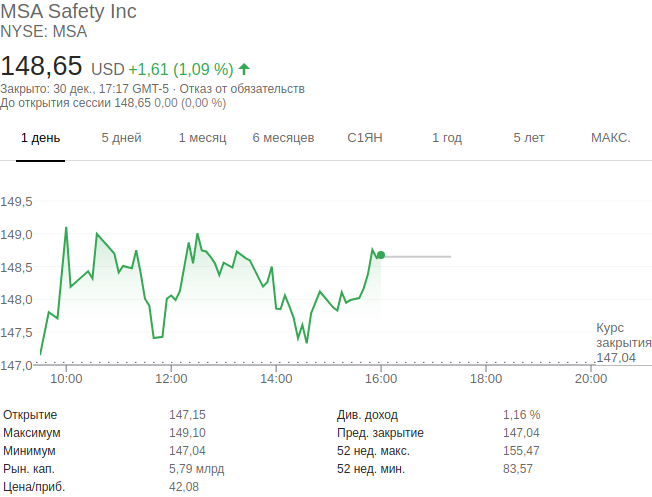 MSA Safety Inc
NYSE: MSA
148,65 USD +1,61 (1,09 %)
Закрыто: 30 дек., 17:17 GMT-5 · Отказ от обязательств
До открытия сессии 148,65 0,00 (0,00 %)
1 день 5 дней 1 месяц 6 месяцев С1ЯН 1 год 5 лет МАКС.
149,5
149,0
148,5
148,0
147,5
147,0
Курс
закрытия
147,04
10:00 12:00 14:00 16:00 18:00 20:00
Открытие 147,15 Див. доход 1,16 %
Максимум 149,10 Пред. закрытие 147,04
Минимум 147,04 52 нед. макс. 155,47
Рын. кап. 5,79 млрд 52 нед. мин. 83,57
Цена/приб. 42,08